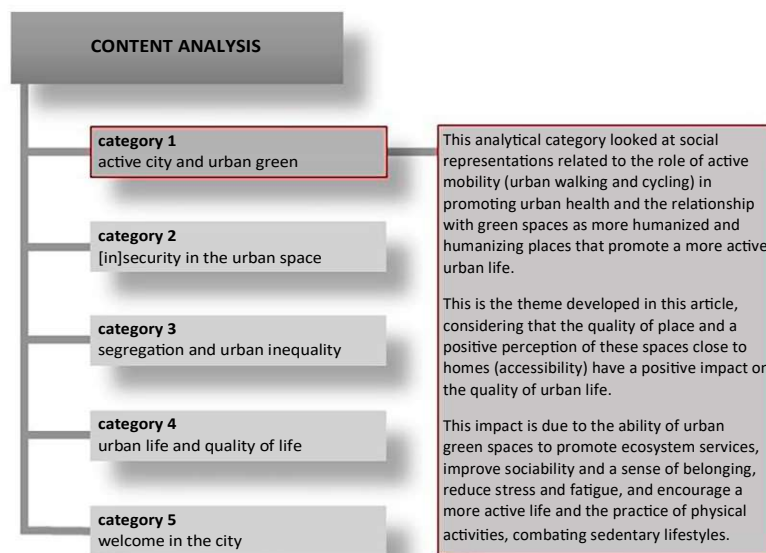 CONTENT ANALYSIS
category 1
active city and urban green
This analytical category looked at social
representations related to the role of active
mobility (urban walking and cycling) in
promoting urban health and the relationship
with green spaces as more humanized and
humanizing places that promote a more active
urban life.
This is the theme developed in this article,
considering that the quality of place and a
positive perception of these spaces close to
homes (accessibility) have a positive impact on
the quality of urban life.
This impact is due to the ability of urban
green spaces to promote ecosystem services,
improve sociability and a sense of belonging,
reduce stress and fatigue, and encourage a
more active life and the practice of physical
activities, combating sedentary lifestyles.
category 2
[in]security in the urban space
category 3
segregation and urban inequality
category 4
urban life and quality of life
category 5
welcome in the city